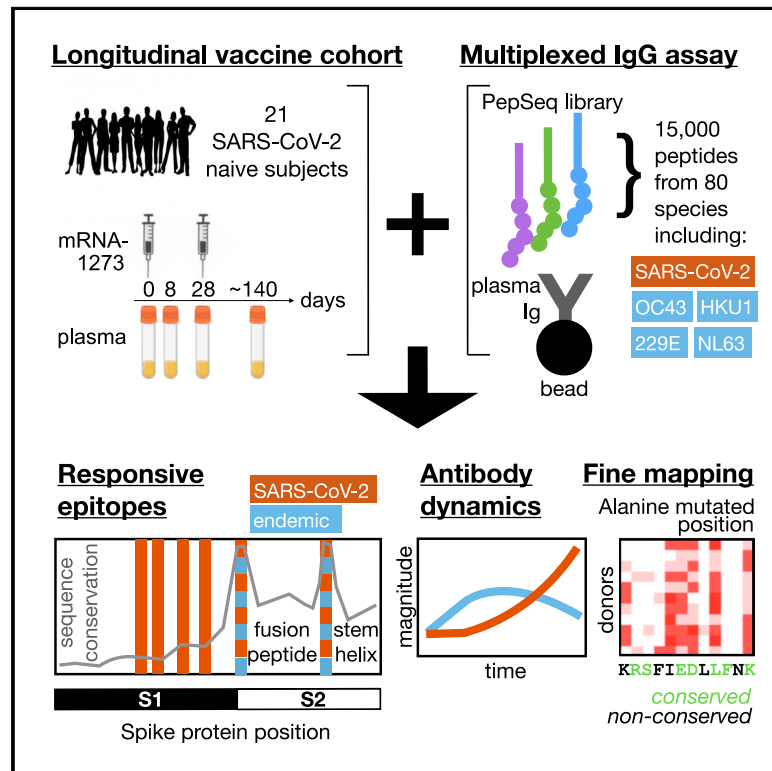 Longitudinal vaccine cohort
21
SARS-CoV-2
naive subjects
mRNA-
1273
0 8 28 ~140
days
plasma
Multiplexed IgG assay
PepSeq library
15,000
peptides
from 80
species
including:
SARS-CoV-2
OC43 HKU1
229E NL63
plasma
Ig
bead
Responsive
epitopes
SARS-CoV-2
endemic
sequence
conservation
fusion
peptide
stem
helix
S1 S2
Spike protein position
Antibody
dynamics
magnitude
time
Fine mapping
Alanine mutated
position
donors
KRSFIEDLLFNK
conserved
non-conserved